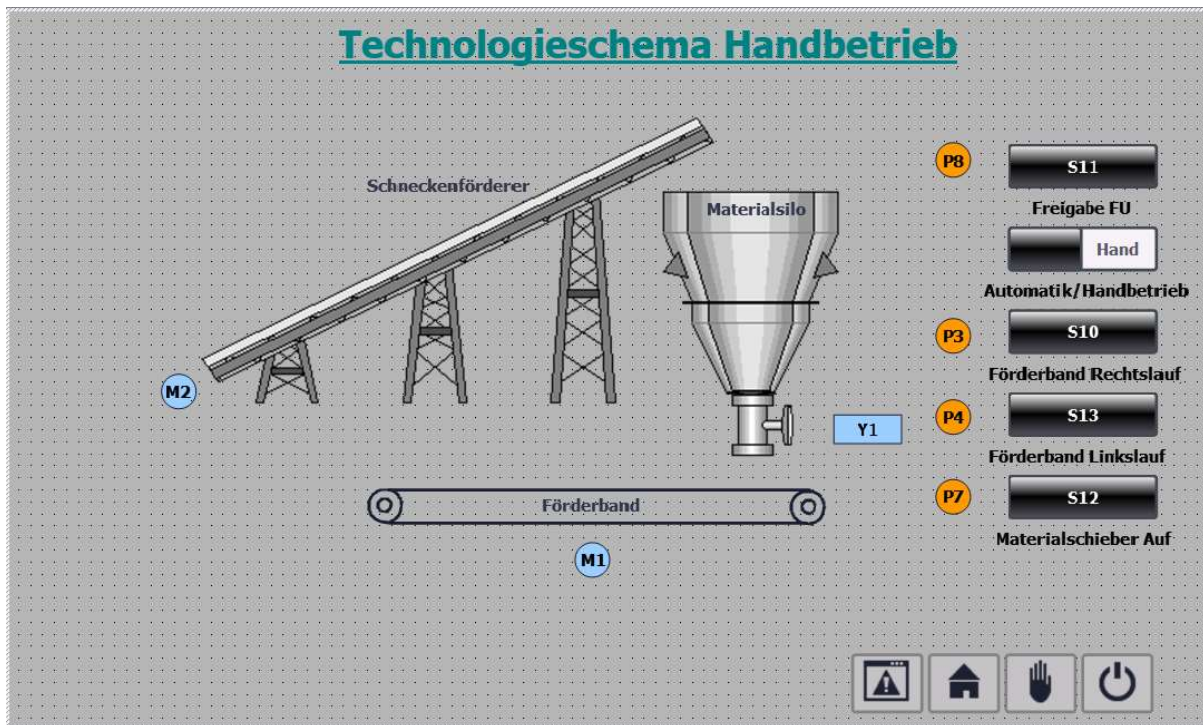 Technologieschema Handbetrieb
Schneckenförderer
Materialsilo
P8
S11
Freigabe FU
Hand
Automatik/Handbetrieb
P3
S10
Förderband Rechtslauf
M2
P4
S13
Y1
Förderband Linkslauf
P7
S12
Förderband
Materialschieber Auf
M1